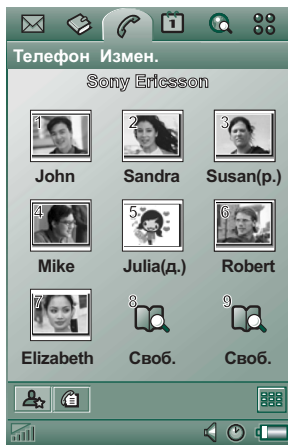 1
Телефон Измен.
Sony Ericsson
1 2 3
John Sandra Susan(р.)
4 5 6
Mike Julia(д.) Robert
7 8 9
Elizabeth Своб. Своб.